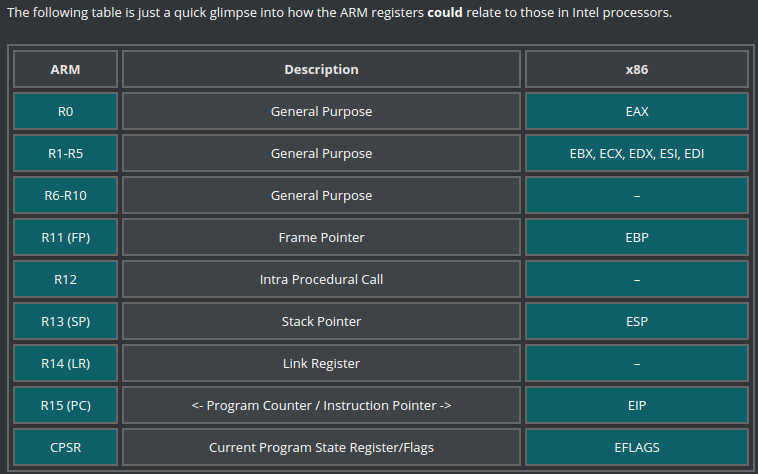 The following table is just a quick glimpse into how the ARM registers could relate to those in Intel processors.
ARM Description x86
R0 General Purpose EAX
R1-R5 General Purpose EBX, ECX, EDX, ESI, EDI
R6-R10 General Purpose –
R11 (FP) Frame Pointer EBP
R12 Intra Procedural Call –
R13 (SP) Stack Pointer ESP
R14 (LR) Link Register –
R15 (PC) <- Program Counter / Instruction Pointer -> EIP
CPSR Current Program State Register/Flags EFLAGS